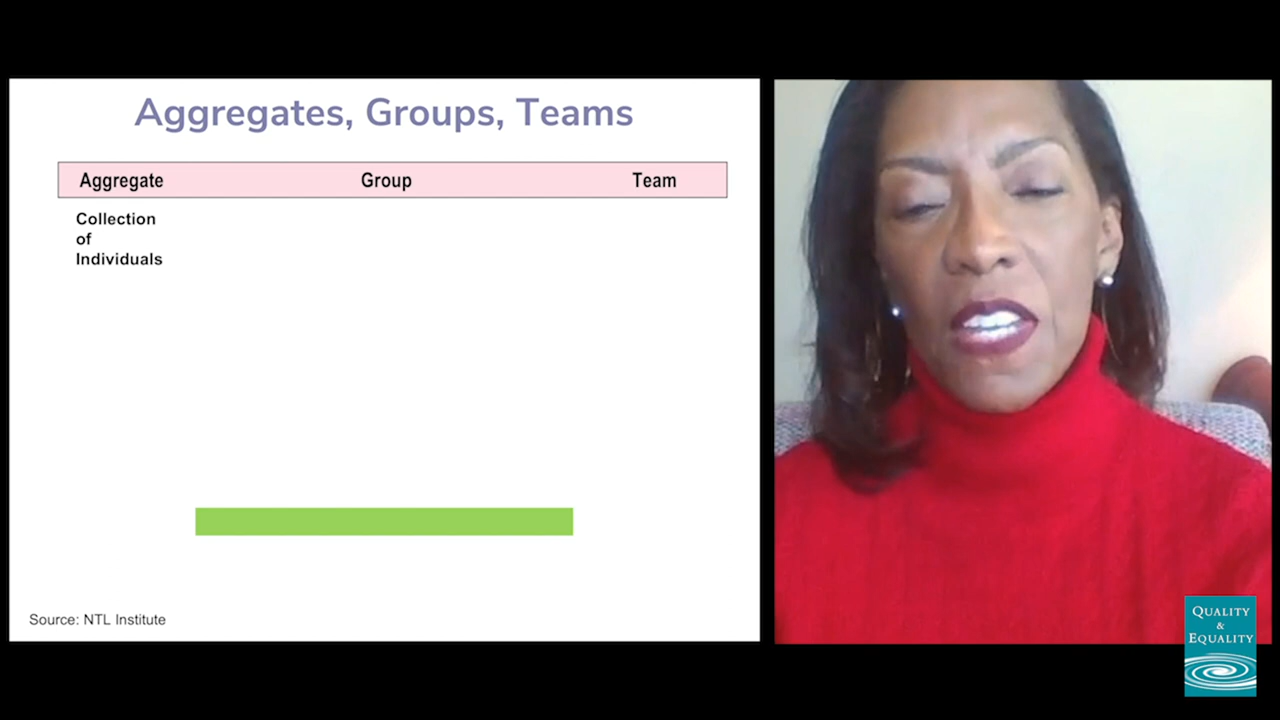 Aggregates, Groups, Teams
Aggregate Group Team
Collection
of
Individuals
Source: NTL Institute
QUALITY
&
EQUALITY